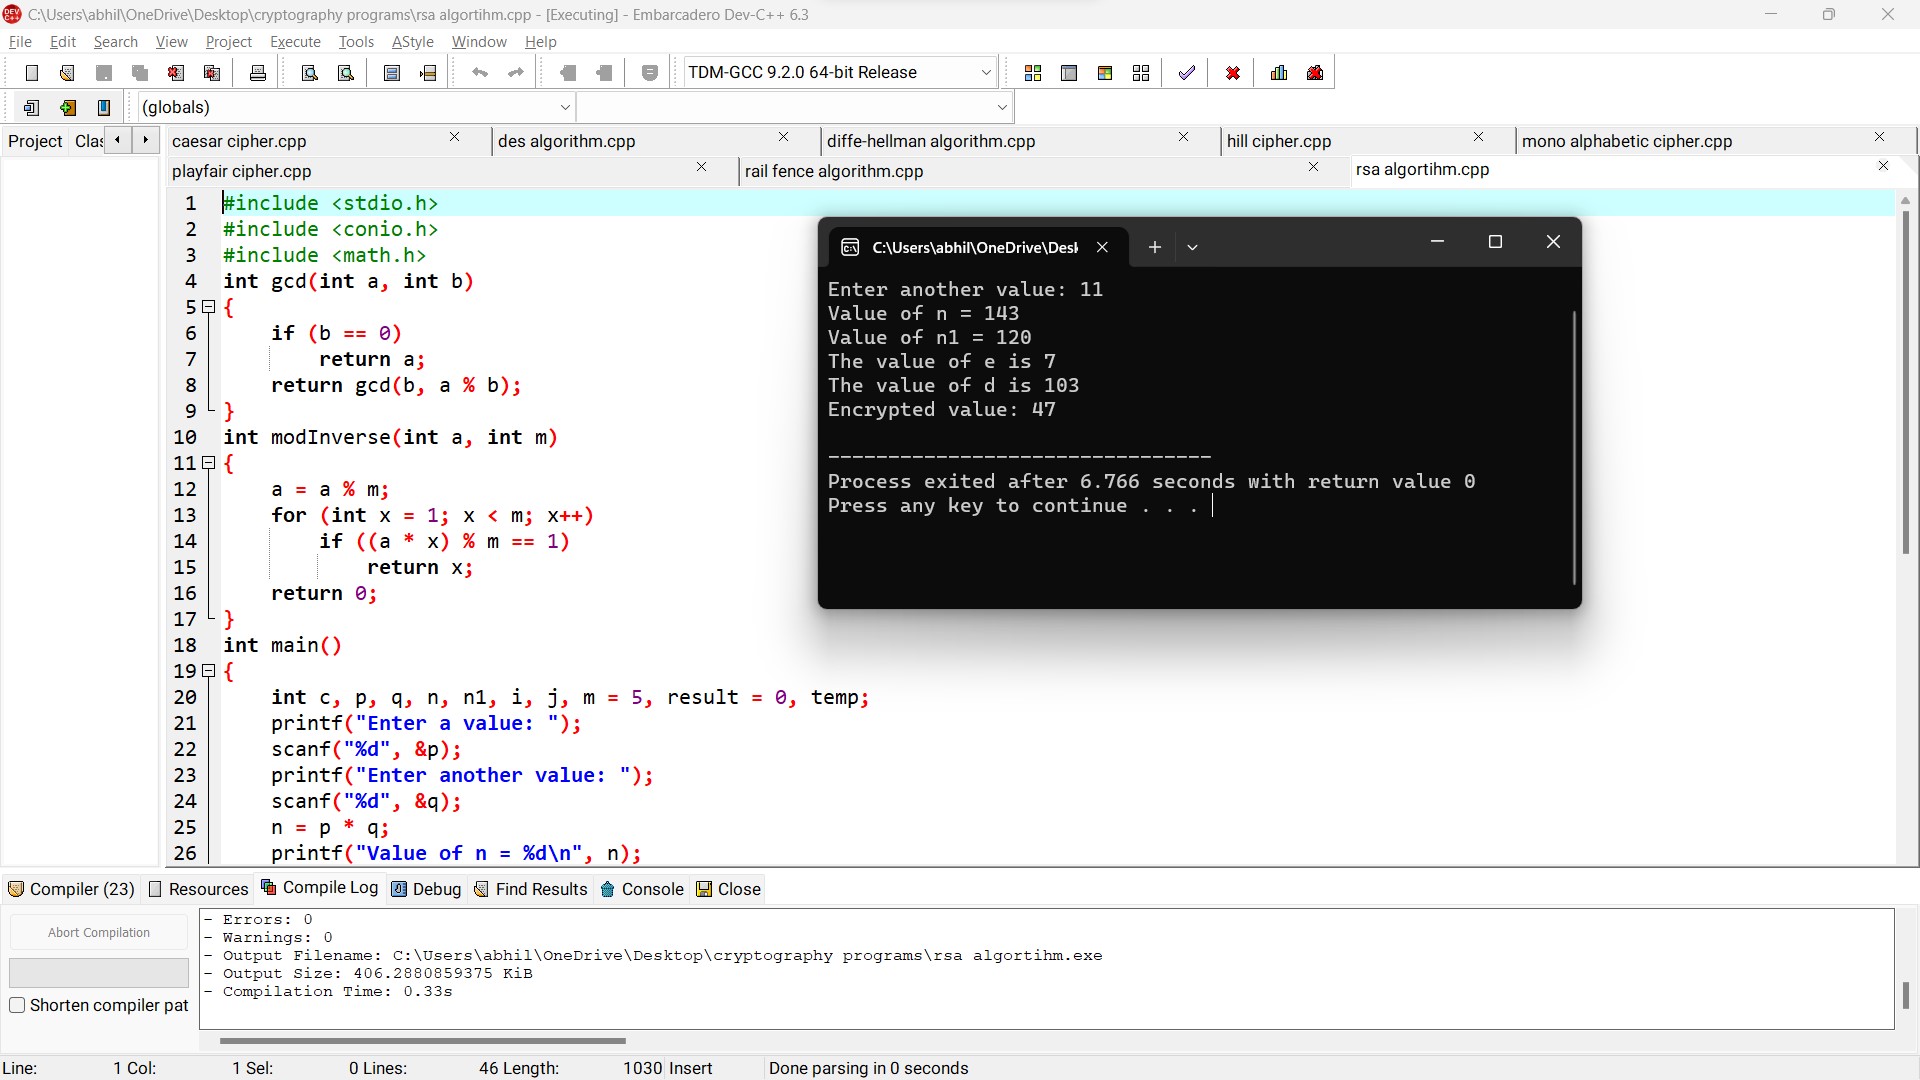 C:\Users\abhil\OneDrive\Desktop\cryptography programs\rsa algortihm.cpp - [Executing] - Embarcadero Dev-C++ 6.3
File Edit Search View Project Execute Tools AStyle Window Help
TDM-GCC 9.2.0 64-bit Release
(globals)
Project Clas
caesar cipher.cpp des algorithm.cpp diffe-hellman algorithm.cpp hill cipher.cpp mono alphabetic cipher.cpp
playfair cipher.cpp rail fence algorithm.cpp rsa algortihm.cpp
1 #include <stdio.h>
2 #include <conio.h>
3 #include <math.h>
4 int gcd(int a, int b)
5 {
6 if (b == 0)
7 return a;
8 return gcd(b, a % b);
9 }
10 int modInverse(int a, int m)
11 {
12 a = a % m;
13 for (int x = 1; x < m; x++)
14 if ((a * x) % m == 1)
15 return x;
16 return 0;
17 }
18 int main()
19 {
20 int c, p, q, n, n1, i, j, m = 5, result = 0, temp;
21 printf("Enter a value: ");
22 scanf("%d", &p);
23 printf("Enter another value: ");
24 scanf("%d", &q);
25 n = p * q;
26 printf("Value of n = %d\n", n);
C:\Users\abhil\OneDrive\Desk
Enter another value: 11
Value of n = 143
Value of n1 = 120
The value of e is 7
The value of d is 103
Encrypted value: 47
--------------------------------
Process exited after 6.766 seconds with return value 0
Press any key to continue . . .
Compiler (23) Resources Compile Log Debug Find Results Console Close
Abort Compilation
Shorten compiler pat
- Errors: 0
- Warnings: 0
- Output Filename: C:\Users\abhil\OneDrive\Desktop\cryptography programs\rsa algortihm.exe
- Output Size: 406.2880859375 KiB
- Compilation Time: 0.33s
Line: 1 Col: 1 Sel: 0 Lines: 46 Length: 1030 Insert Done parsing in 0 seconds